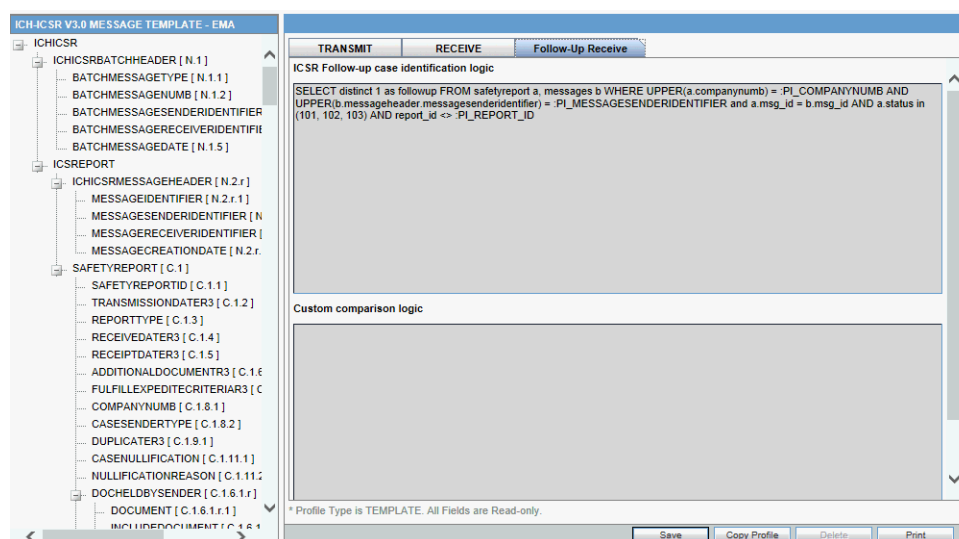 ICH-ICSR V3.0 MESSAGE TEMPLATE - EMA
ICHICSR
ICHICSRBATCHHEADER [ N.1 ]
BATCHMESSAGETYPE [ N.1.1 ]
BATCHMESSAGENUMB [ N.1.2 ]
BATCHMESSAGESENDERIDENTIFIER
BATCHMESSAGERECEIVERIDENTIFIE
BATCHMESSAGEDATE [ N.1.5 ]
ICSREPORT
ICHICSRMESSAGEHEADER [ N.2.r ]
MESSAGEIDENTIFIER [ N.2.r.1 ]
MESSAGESENDERIDENTIFIER [ N
MESSAGERECEIVERIDENTIFIER [
MESSAGECREATIONDATE [ N.2.r.
SAFETYREPORT [ C.1 ]
SAFETYREPORTID [ C.1.1 ]
TRANSMISSIONDATER3 [ C.1.2 ]
REPORTTYPE [ C.1.3 ]
RECEIVEDATER3 [ C.1.4 ]
RECEIPTDATER3 [ C.1.5 ]
ADDITIONALDOCUMENTR3 [ C.1.6
FULFILLEXPEDITECRITERIAR3 [ C
COMPANYNUMB [ C.1.8.1 ]
CASESENDERTYPE [ C.1.8.2 ]
DUPLICATER3 [ C.1.9.1 ]
CASENULLIFICATION [ C.1.11.1 ]
NULLIFICATIONREASON [ C.1.11.2
DOCHELDBYSENDER [ C.1.6.1.r ]
DOCUMENT [ C.1.6.1.r.1 ]
INCLUDEDOCUMENT [ C.1.6.1
TRANSMIT
RECEIVE
Follow-Up Receive
ICSR Follow-up case identification logic
SELECT distinct 1 as followup FROM safetyreport a, messages b WHERE UPPER(a.companynumb) = :PI_COMPANYNUMB AND
UPPER(b.messageheader.messagesenderidentifier) = :PI_MESSAGESENDERIDENTIFIER and a.msg_id = b.msg_id AND a.status in
(101, 102, 103) AND report_id <> :PI_REPORT_ID
Custom comparison logic
* Profile Type is TEMPLATE. All Fields are Read-only.
Save
Copy Profile
Delete
Print